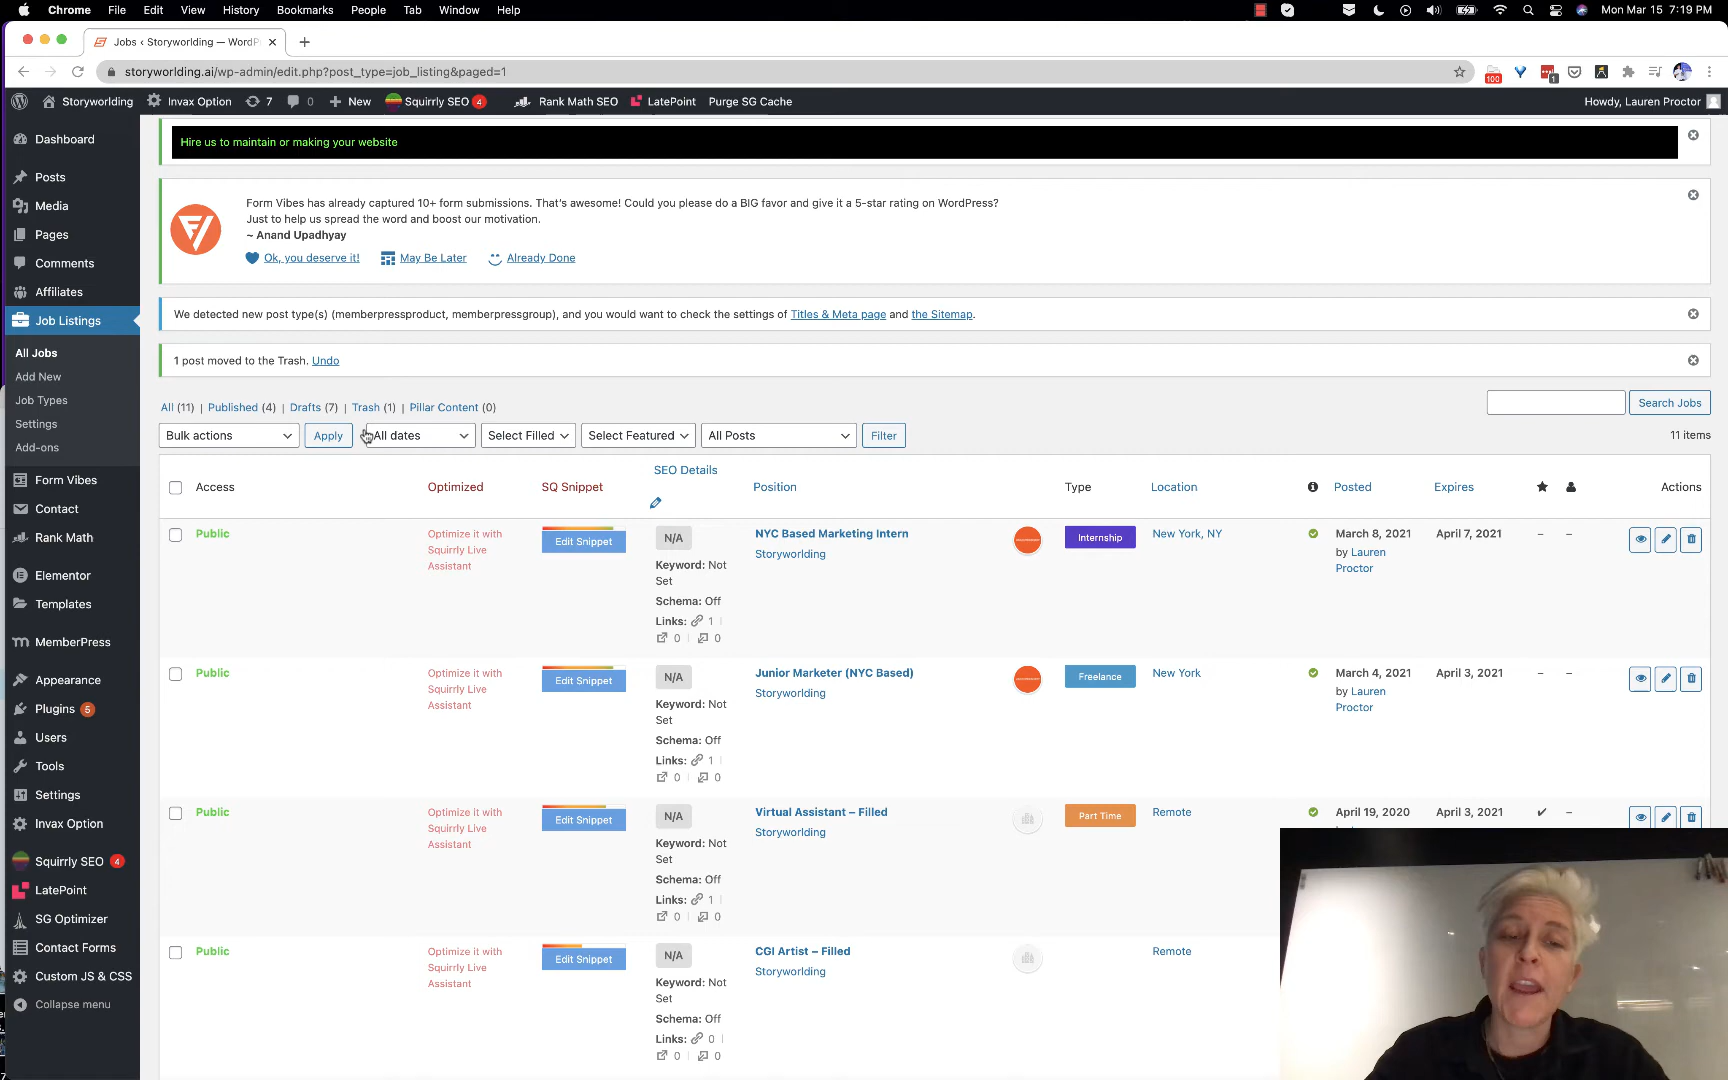 Chrome File Edit View History Bookmarks People Tab Window Help Mon Mar 15 7:19 PM
Jobs ‹ Storyworlding — WordP
storyworlding.ai/wp-admin/edit.php?post_type=job_listing&paged=1
100 1
Storyworlding Invax Option 7 0 New Squirrly SEO 4 Rank Math SEO LatePoint Purge SG Cache Howdy, Lauren Proctor
Dashboard
Posts
Media
Pages
Comments
Affiliates
Job Listings
All Jobs
Add New
Job Types
Settings
Add-ons
Form Vibes
Contact
Rank Math
Elementor
Templates
MemberPress
Appearance
Plugins 5
Users
Tools
Settings
Invax Option
Squirrly SEO 4
LatePoint
SG Optimizer
Contact Forms
Custom JS & CSS
Collapse menu
Hire us to maintain or making your website
Form Vibes has already captured 10+ form submissions. That's awesome! Could you please do a BIG favor and give it a 5-star rating on WordPress?
Just to help us spread the word and boost our motivation.
~ Anand Upadhyay
Ok, you deserve it! May Be Later Already Done
We detected new post type(s) (memberpressproduct, memberpressgroup), and you would want to check the settings of Titles & Meta page and the Sitemap.
1 post moved to the Trash. Undo
All (11) Published (4) Drafts (7) Trash (1) Pillar Content (0)
Search Jobs
Bulk actions Apply All dates Select Filled Select Featured All Posts Filter 11 items
Access Optimized SQ Snippet SEO Details Position Type Location Posted Expires Actions
Public
Optimize it with
Squirrly Live
Assistant
Edit Snippet
N/A
Keyword: Not
Set
Schema: Off
Links: 1
0 0
NYC Based Marketing Intern
Storyworlding
Internship
New York, NY
March 8, 2021
by Lauren
Proctor
April 7, 2021
– –
Public
Optimize it with
Squirrly Live
Assistant
Edit Snippet
N/A
Keyword: Not
Set
Schema: Off
Links: 1
0 0
Junior Marketer (NYC Based)
Storyworlding
Freelance
New York
March 4, 2021
by Lauren
Proctor
April 3, 2021
– –
Public
Optimize it with
Squirrly Live
Assistant
Edit Snippet
N/A
Keyword: Not
Set
Schema: Off
Links: 1
0 0
Virtual Assistant – Filled
Storyworlding
Part Time
Remote
April 19, 2020
April 3, 2021
–
Public
Optimize it with
Squirrly Live
Assistant
Edit Snippet
N/A
Keyword: Not
Set
Schema: Off
Links: 0
0 0
CGI Artist – Filled
Storyworlding
Remote